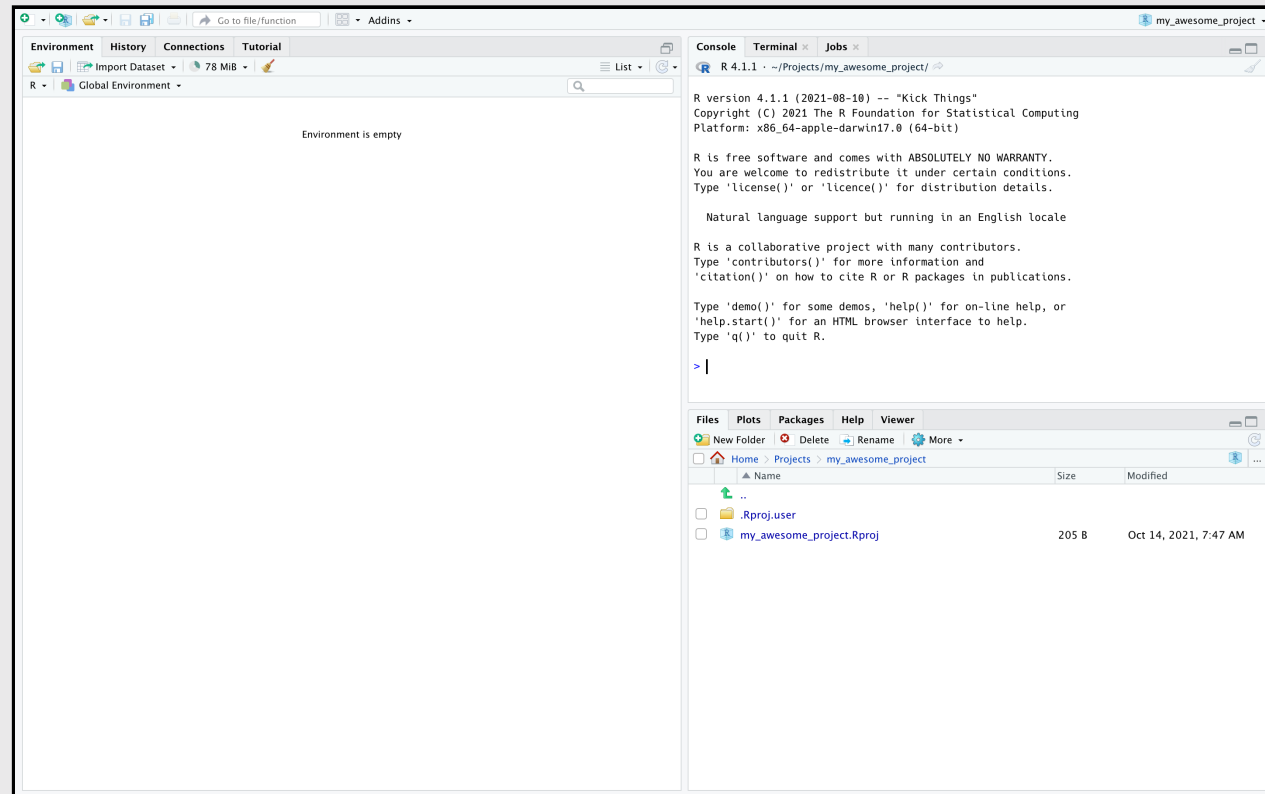 Go to file/function
Addins
my_awesome_project
Environment History Connections Tutorial
Import Dataset 78 MiB List
R Global Environment
Environment is empty
Console Terminal Jobs
R R 4.1.1 · ~/Projects/my_awesome_project/
R version 4.1.1 (2021-08-10) -- "Kick Things"
Copyright (C) 2021 The R Foundation for Statistical Computing
Platform: x86_64-apple-darwin17.0 (64-bit)
R is free software and comes with ABSOLUTELY NO WARRANTY.
You are welcome to redistribute it under certain conditions.
Type 'license()' or 'licence()' for distribution details.
Natural language support but running in an English locale
R is a collaborative project with many contributors.
Type 'contributors()' for more information and
'citation()' on how to cite R or R packages in publications.
Type 'demo()' for some demos, 'help()' for on-line help, or
'help.start()' for an HTML browser interface to help.
Type 'q()' to quit R.
>
Files Plots Packages Help Viewer
New Folder Delete Rename More
Home > Projects > my_awesome_project R ...
Name Size Modified
..
.Rproj.user
my_awesome_project.Rproj 205 B Oct 14, 2021, 7:47 AM